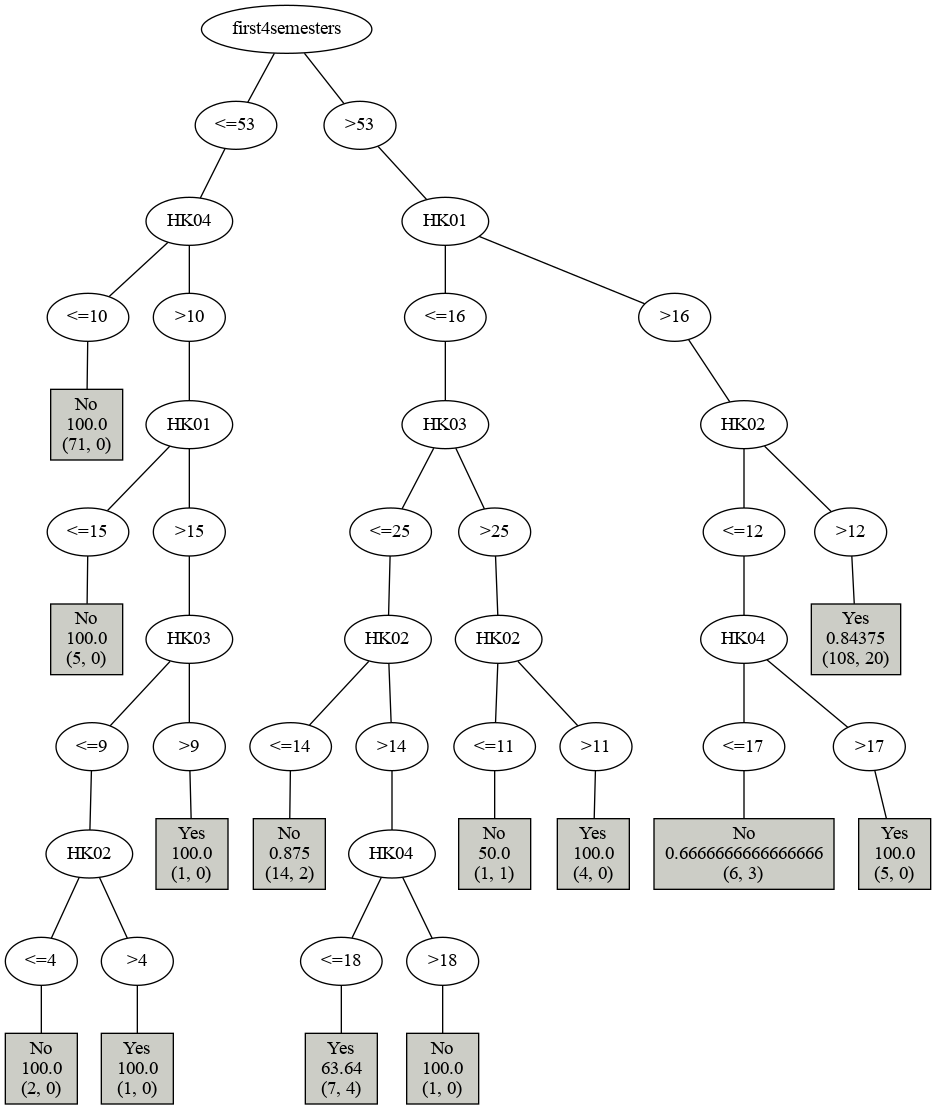 first4semesters
<=53
>53
HK04
HK01
<=10
>10
<=16
>16
No
100.0
(71, 0)
HK01
HK03
HK02
<=15
>15
<=25
>25
<=12
>12
No
100.0
(5, 0)
HK03
HK02
HK02
HK04
Yes
0.84375
(108, 20)
<=9
>9
<=14
>14
<=11
>11
<=17
>17
HK02
Yes
100.0
(1, 0)
No
0.875
(14, 2)
HK04
No
50.0
(1, 1)
Yes
100.0
(4, 0)
No
0.6666666666666666
(6, 3)
Yes
100.0
(5, 0)
<=4
>4
<=18
>18
No
100.0
(2, 0)
Yes
100.0
(1, 0)
Yes
63.64
(7, 4)
No
100.0
(1, 0)